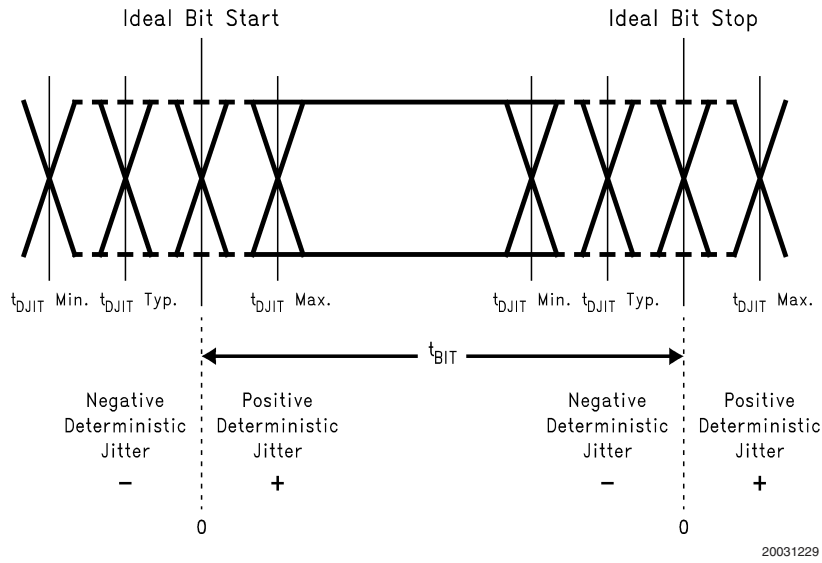 Ideal Bit Start
Ideal Bit Stop
tDJIT Min.
tDJIT Typ.
tDJIT Max.
tDJIT Min.
tDJIT Typ.
tDJIT Max.
tBIT
Negative
Deterministic
Jitter
−
Positive
Deterministic
Jitter
+
Negative
Deterministic
Jitter
−
Positive
Deterministic
Jitter
+
0
0
20031229